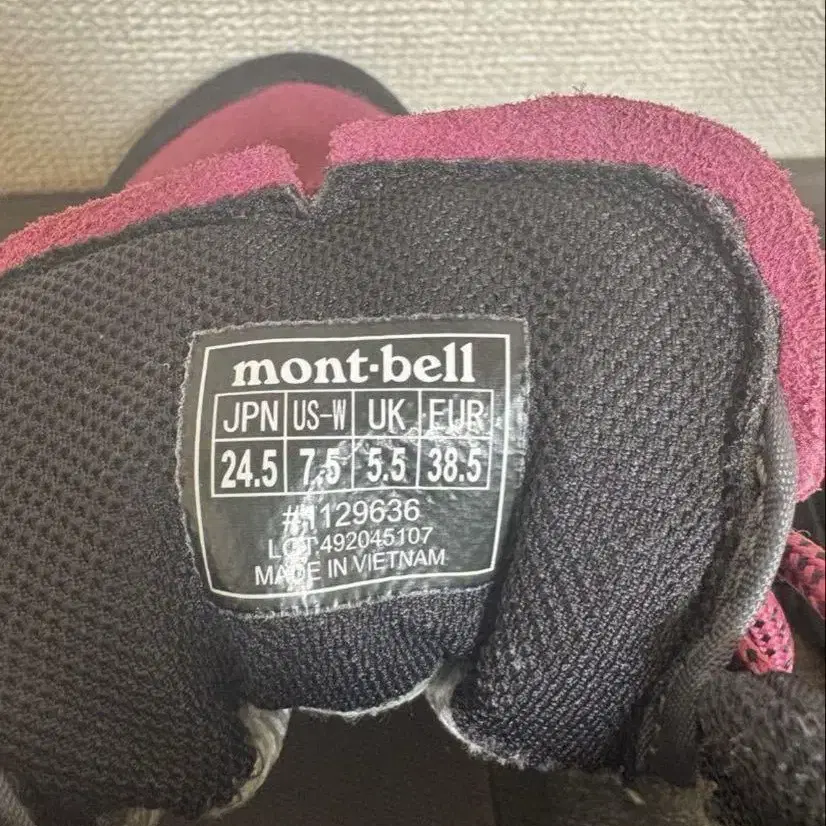 mont-bell
JPN US-W UK EUR
24.5 7.5 5.5 38.5
#1129636
LOT.492045107
MADE IN VIETNAM